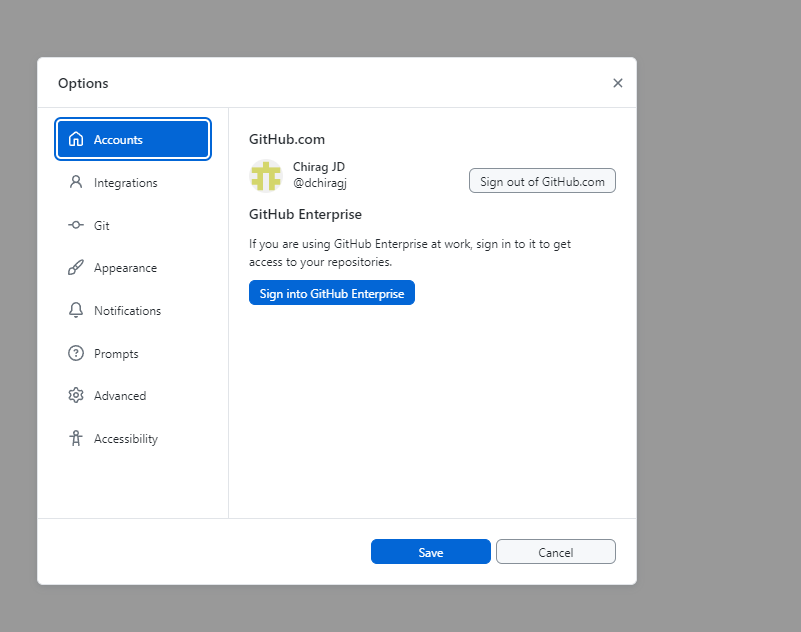 Options
Accounts
Integrations
Git
Appearance
Notifications
Prompts
Advanced
Accessibility
GitHub.com
Chirag JD
@dchiragj
Sign out of GitHub.com
GitHub Enterprise
If you are using GitHub Enterprise at work, sign in to it to get
access to your repositories.
Sign into GitHub Enterprise
Save
Cancel